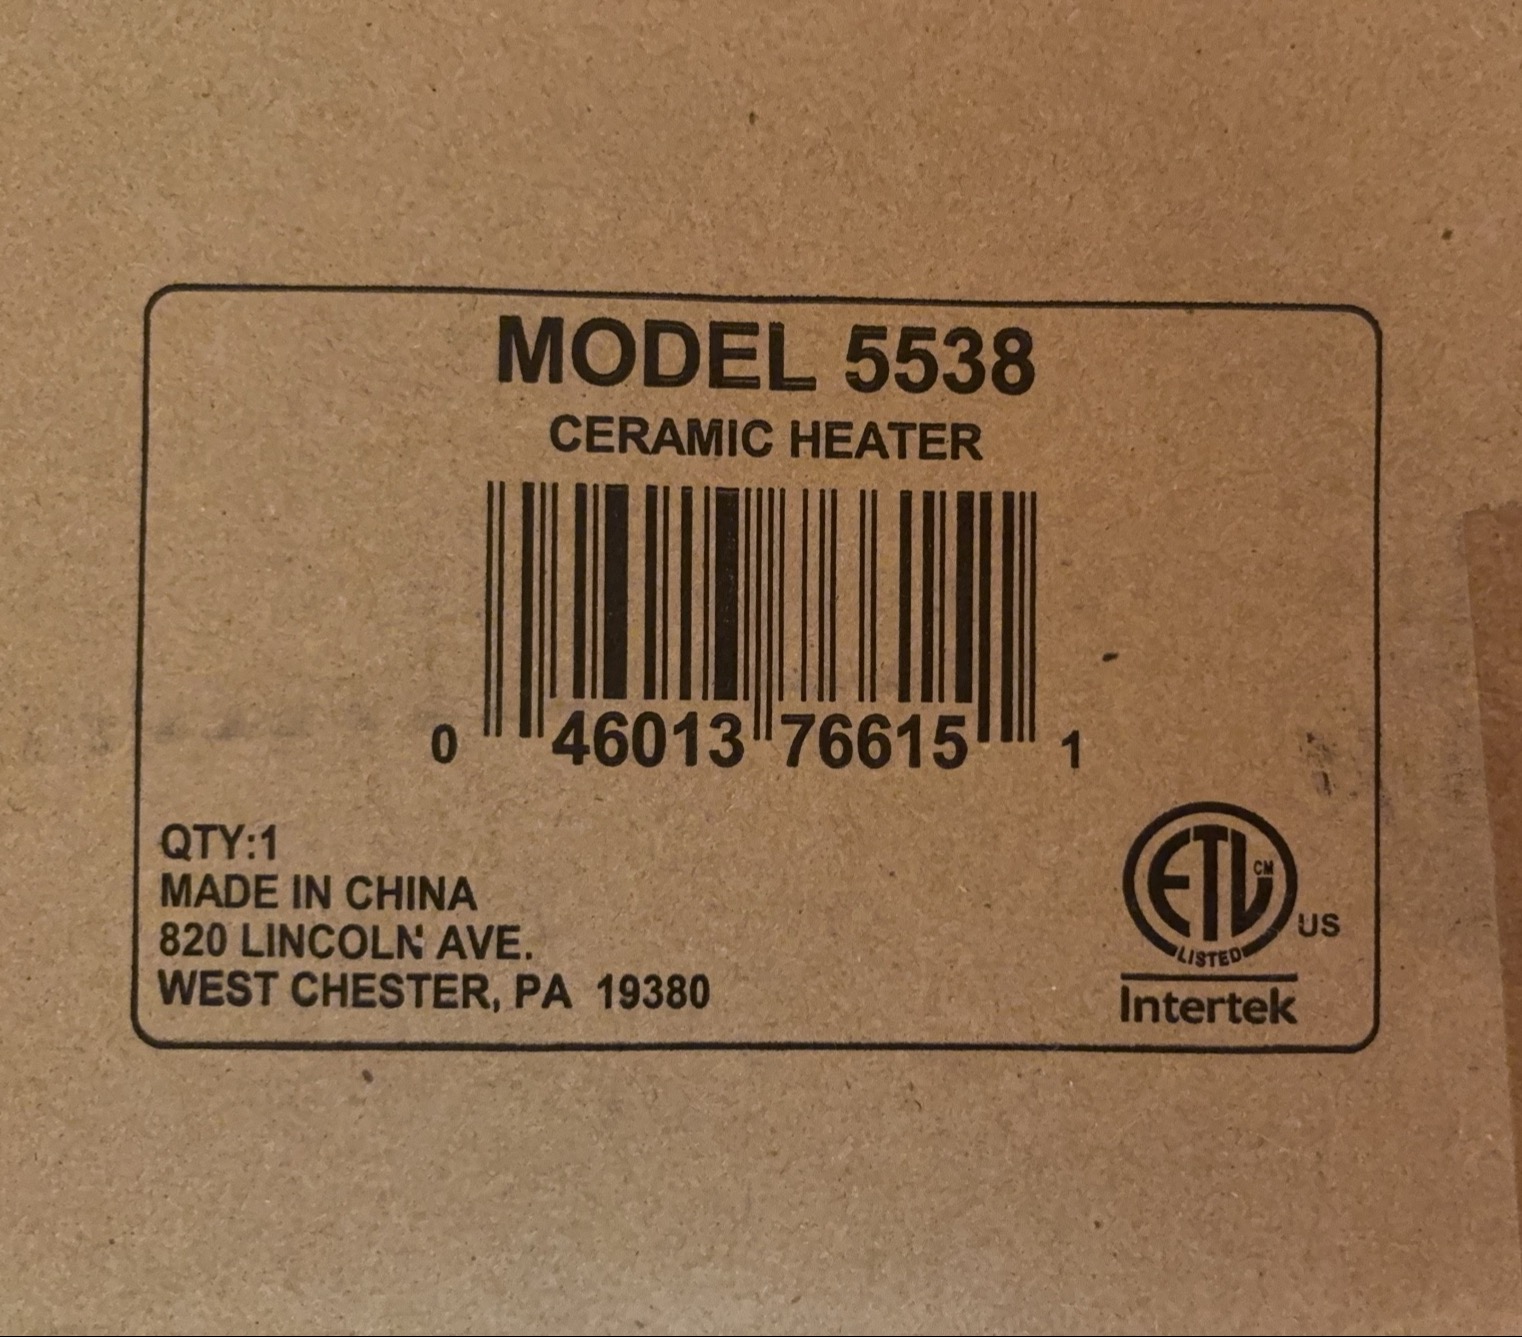 MODEL 5538
CERAMIC HEATER
0 46013 76615 1
QTY:1
MADE IN CHINA
820 LINCOLN AVE.
WEST CHESTER, PA 19380
ETL CM
LISTED
US
Intertek